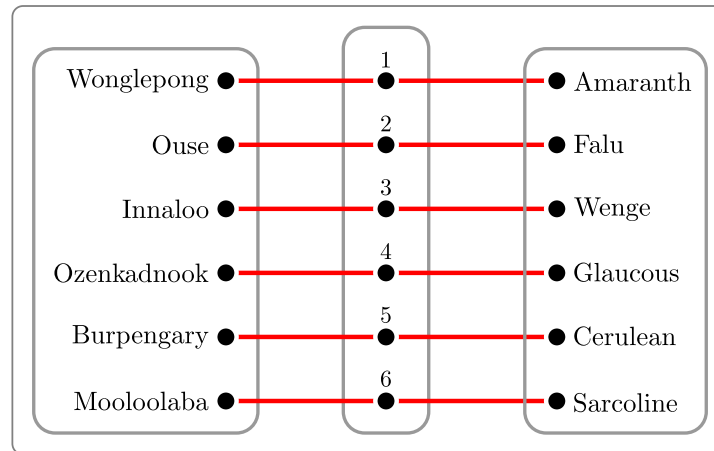 Wonglepong 1 Amaranth
Ouse 2 Falu
Innaloo 3 Wenge
Ozenkadnook 4 Glaucous
Burpengary 5 Cerulean
Mooloolaba 6 Sarcoline